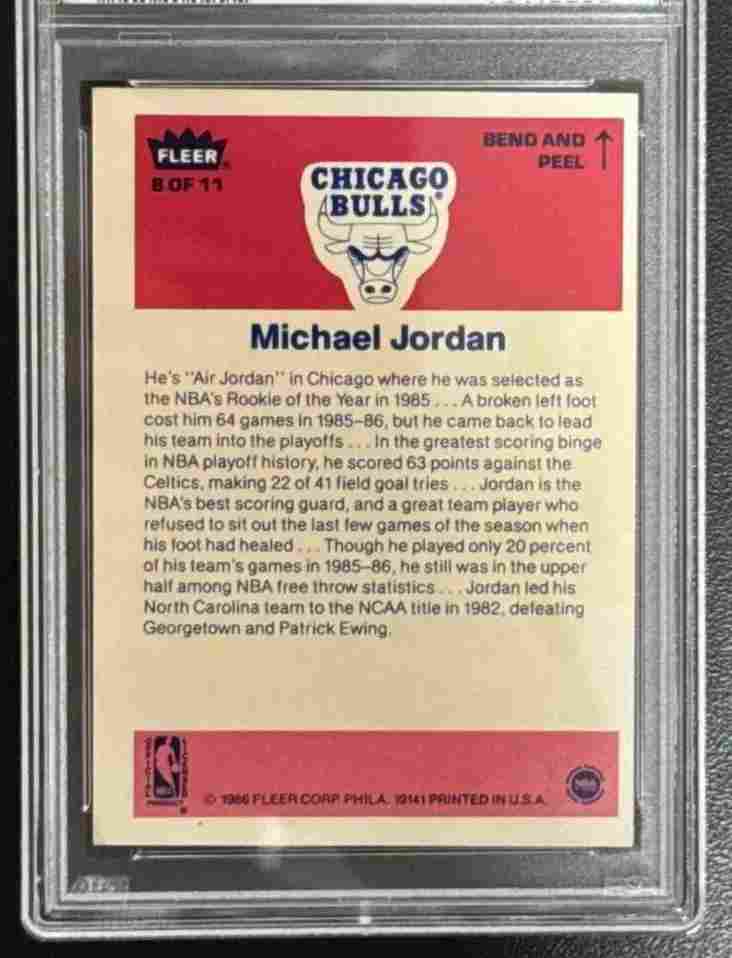 FLEER
8 OF 11
BEND AND
PEEL
CHICAGO
BULLS
Michael Jordan
He's "Air Jordan" in Chicago where he was selected as
the NBA's Rookie of the Year in 1985 . . . A broken left foot
cost him 64 games in 1985–86, but he came back to lead
his team into the playoffs . . . In the greatest scoring binge
in NBA playoff history, he scored 63 points against the
Celtics, making 22 of 41 field goal tries . . . Jordan is the
NBA's best scoring guard, and a great team player who
refused to sit out the last few games of the season when
his foot had healed . . . Though he played only 20 percent
of his team's games in 1985–86, he still was in the upper
half among NBA free throw statistics . . . Jordan led his
North Carolina team to the NCAA title in 1982, defeating
Georgetown and Patrick Ewing.
OFFICIAL
LICENSED
PRODUCT
© 1986 FLEER CORP. PHILA. 19141 PRINTED IN U.S.A.